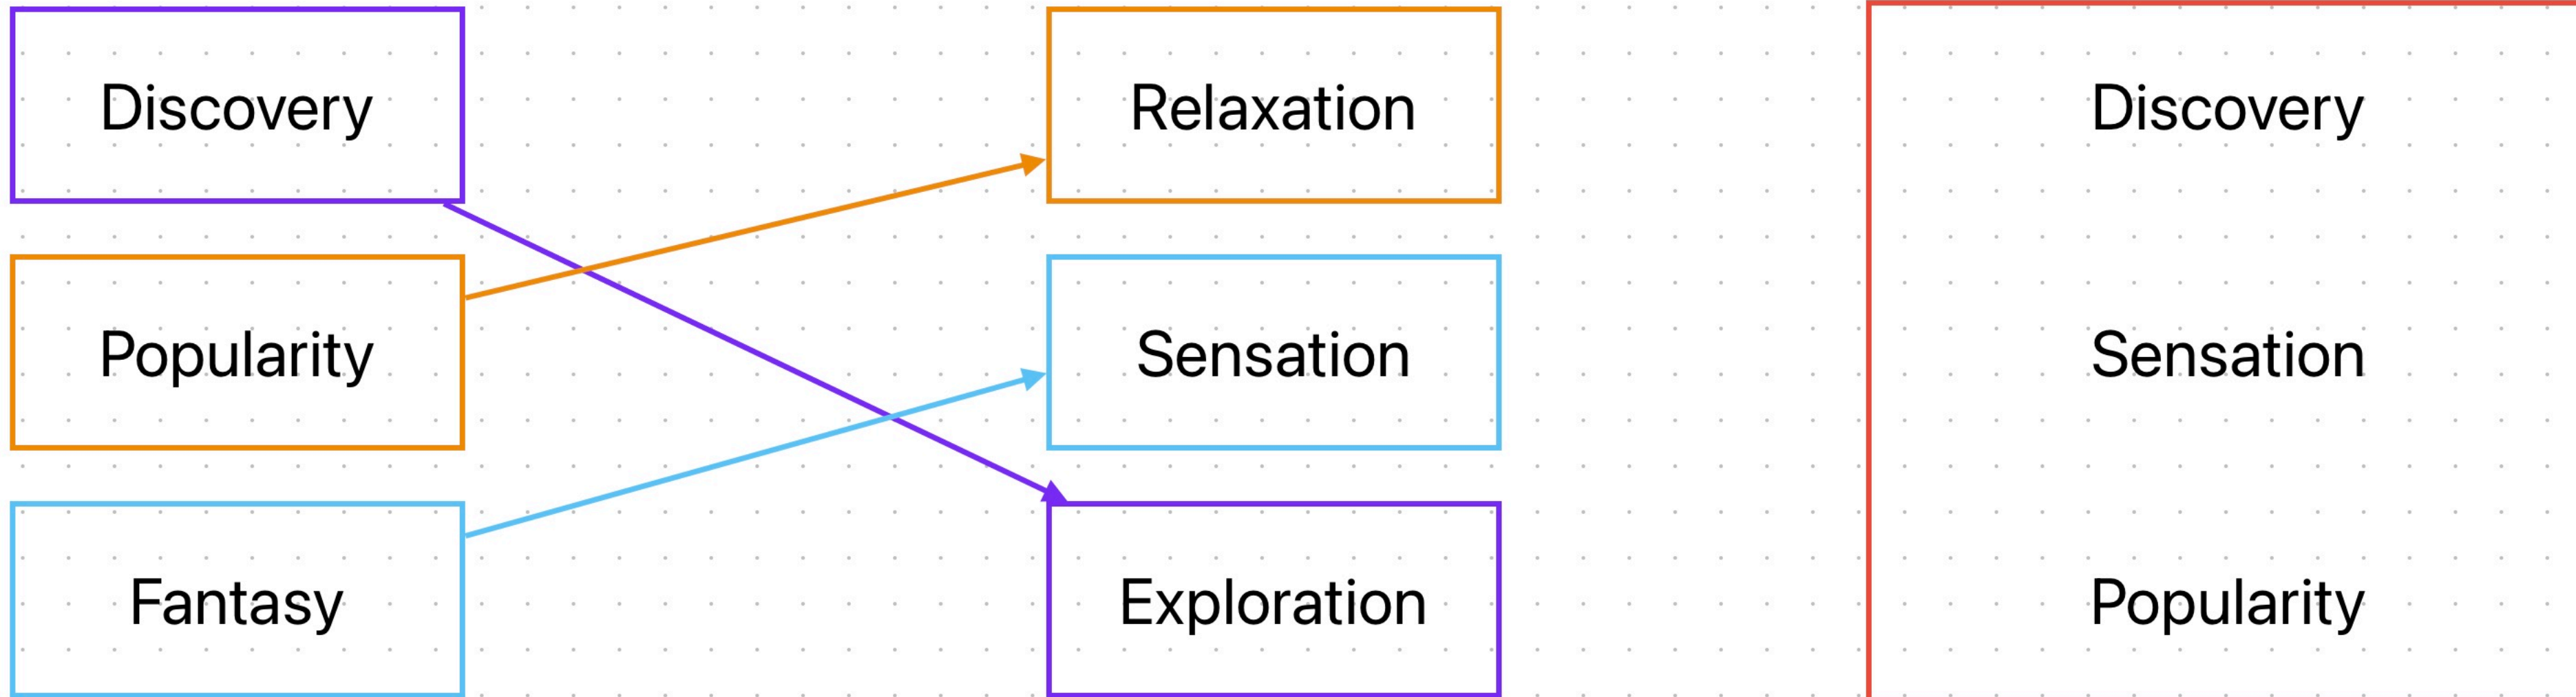 Discovery
Relaxation
Discovery
Popularity
Sensation
Sensation
Fantasy
Exploration
Popularity